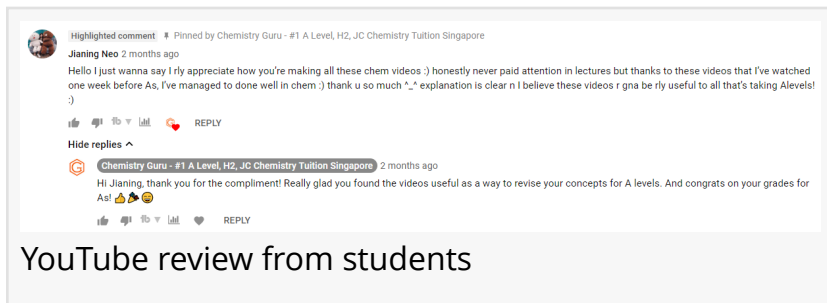 Highlighted comment Pinned by Chemistry Guru - #1 A Level, H2, JC Chemistry Tuition Singapore
Jianing Neo 2 months ago
Hello I just wanna say I rly appreciate how you're making all these chem videos :) honestly never paid attention in lectures but thanks to these videos that I've watched
one week before As, I've managed to done well in chem :) thank u so much ^_^ explanation is clear n I believe these videos r gna be rly useful to all that's taking Alevels!
:)
REPLY
Hide replies
Chemistry Guru - #1 A Level, H2, JC Chemistry Tuition Singapore 2 months ago
Hi Jianing, thank you for the compliment! Really glad you found the videos useful as a way to revise your concepts for A levels. And congrats on your grades for
As! 👍🎉😄
REPLY
YouTube review from students